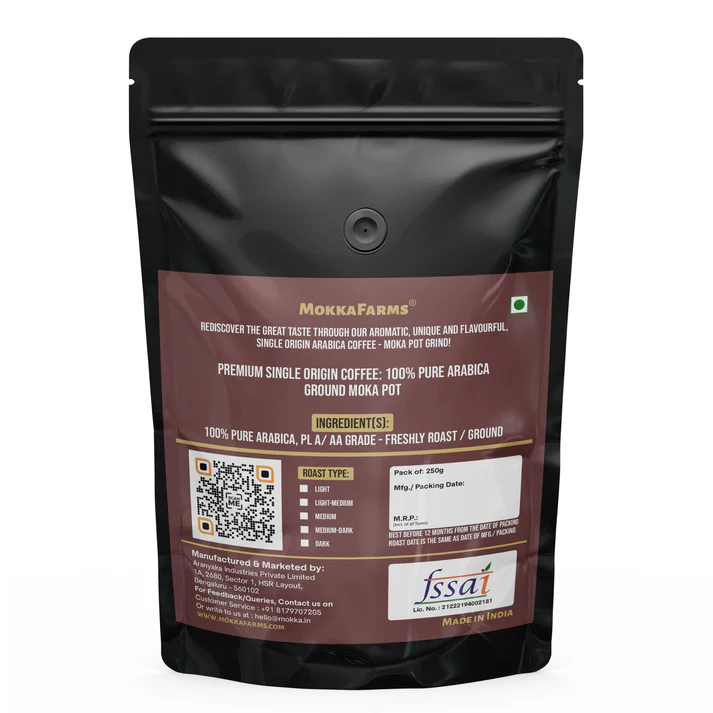 MOKKAFARMS®
REDISCOVER THE GREAT TASTE THROUGH OUR AROMATIC, UNIQUE AND FLAVOURFUL,
SINGLE ORIGIN ARABICA COFFEE - MOKA POT GRIND!
PREMIUM SINGLE ORIGIN COFFEE: 100% PURE ARABICA
GROUND MOKA POT
INGREDIENT(S):
100% PURE ARABICA, PL A/ AA GRADE - FRESHLY ROAST / GROUND
SCAN
ME
ROAST TYPE:
LIGHT
LIGHT-MEDIUM
MEDIUM
MEDIUM-DARK
DARK
Pack of: 250g
Mfg./ Packing Date:
M.R.P.:
(Incl. of all Taxes)
BEST BEFORE 12 MONTHS FROM THE DATE OF PACKING
ROAST DATE IS THE SAME AS DATE OF MFG./ PACKING
Manufactured & Marketed by:
Aranyaka Industries Private Limited
1A, 2680, Sector 1, HSR Layout,
Bengaluru - 560102
For Feedback/Queries, Contact us on
Customer Service : +91 8179707205
Or write to us at : hello@mokka.in
WWW.MOKKAFARMS.COM
fssai
Lic. No. : 21222194002181
MADE IN INDIA